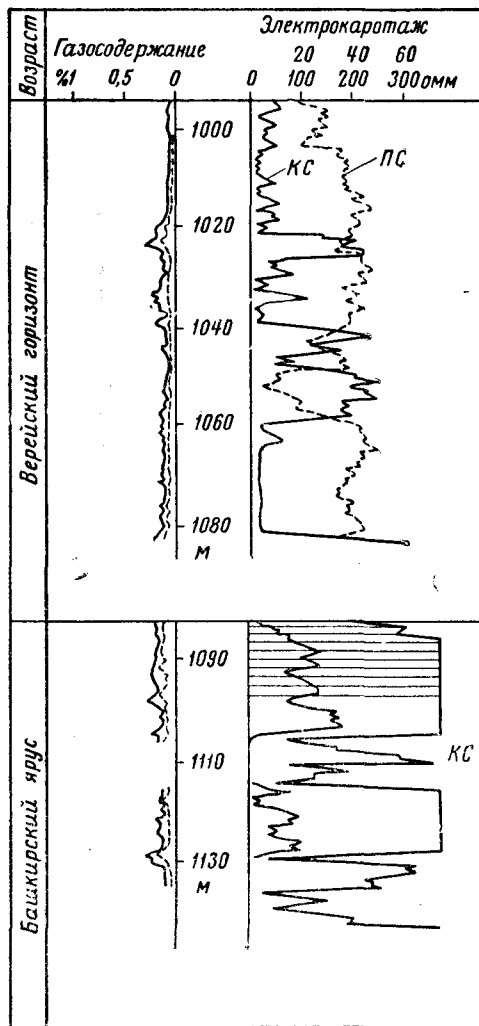 Возраст
Газосодержание
%1 0,5 0
Электрокаротаж
20 40 60
0 100 200 300омм
Верейский горизонт
1000
КС
ПС
1020
1040
1060
1080
м
Башкирский ярус
1090
КС
1110
1130
м